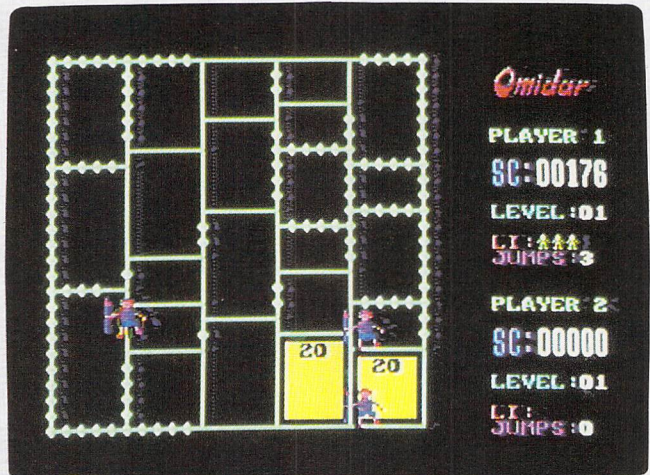 Omidar
PLAYER 1
SC:00176
LEVEL:01
LI:
JUMPS:3
PLAYER 2
SC:00000
LEVEL:01
LI:
JUMPS:0
20
20